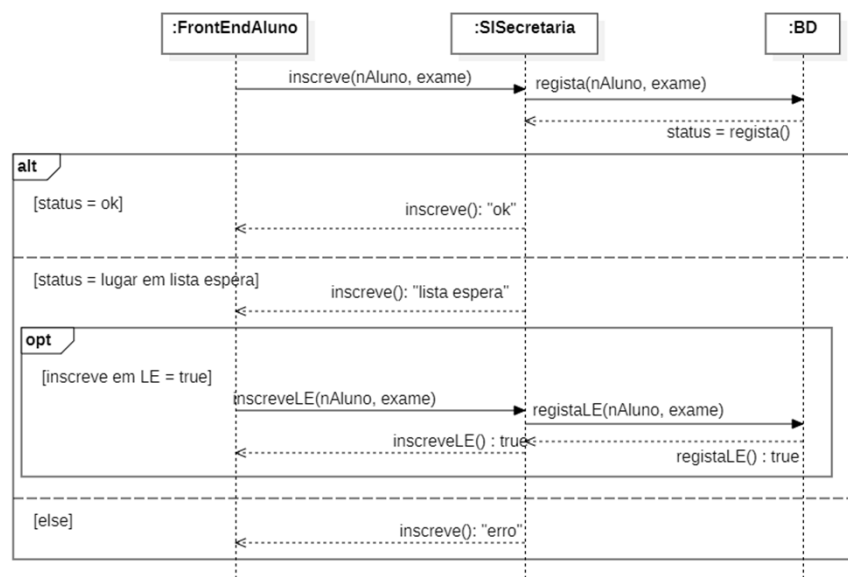 :FrontEndAluno
:SISecretaria
:BD
inscreve(nAluno, exame)
regista(nAluno, exame)
status = regista()
alt
[status = ok]
inscreve(): "ok"
[status = lugar em lista espera]
inscreve(): "lista espera"
opt
[inscreve em LE = true]
inscreveLE(nAluno, exame)
registaLE(nAluno, exame)
inscreveLE() : true
registaLE() : true
[else]
inscreve(): "erro"